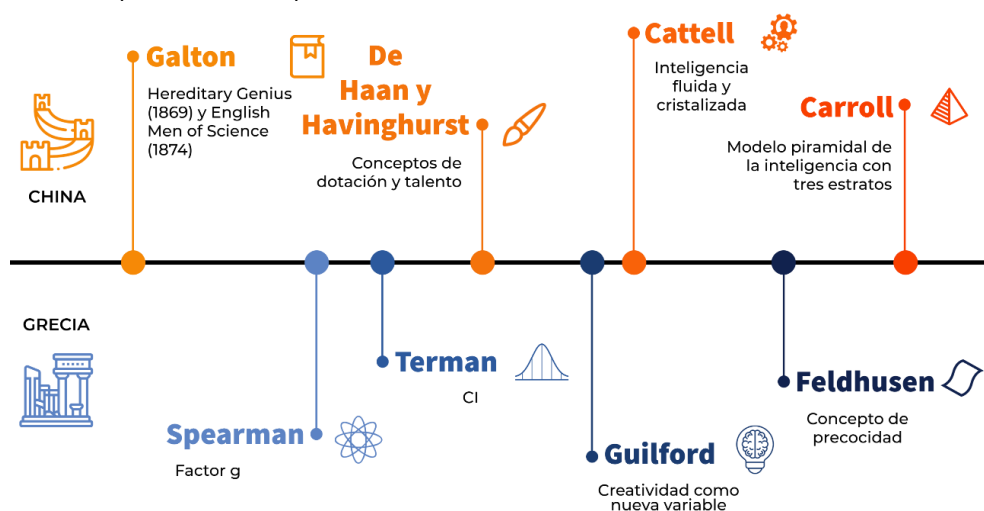 Galton
Hereditary Genius
(1869) y English
Men of Science
(1874)
De
Haan y
Havinghurst
Conceptos de
dotación y talento
Cattell
Inteligencia
fluida y
cristalizada
Carroll
Modelo piramidal de
la inteligencia con
tres estratos
CHINA
GRECIA
Spearman
Factor g
Terman
CI
Guilford
Creatividad como
nueva variable
Feldhusen
Concepto de
precocidad